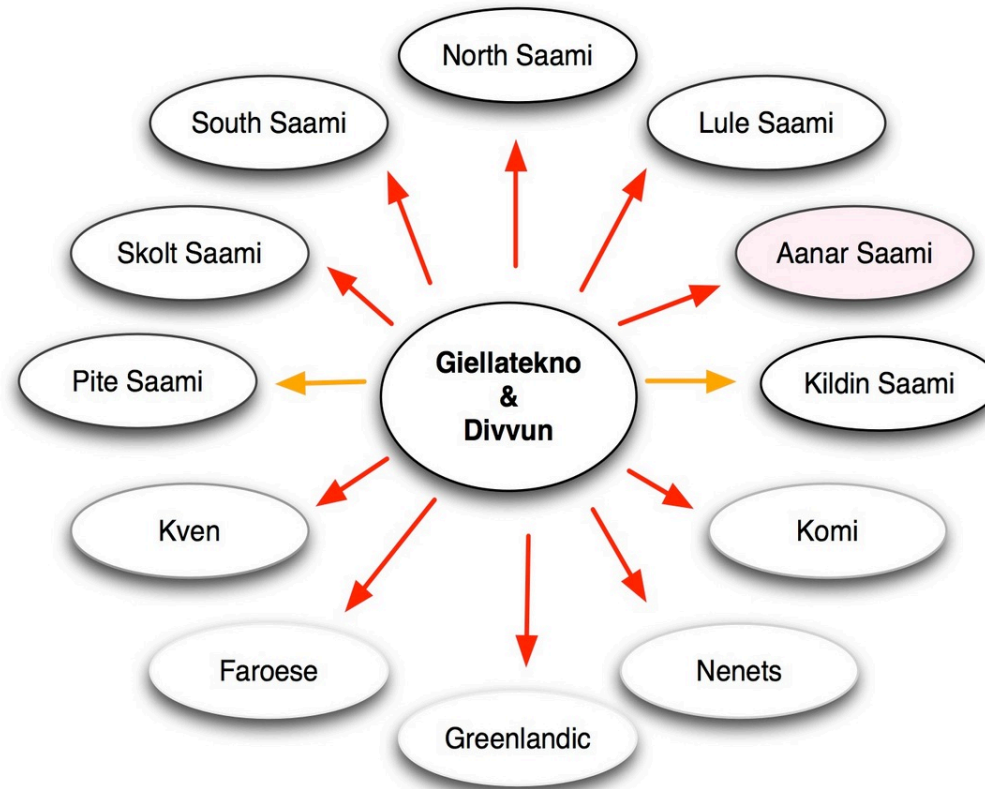 North Saami
South Saami
Lule Saami
Skolt Saami
Aanar Saami
Pite Saami
Giellatekno
&
Divvun
Kildin Saami
Kven
Komi
Faroese
Nenets
Greenlandic